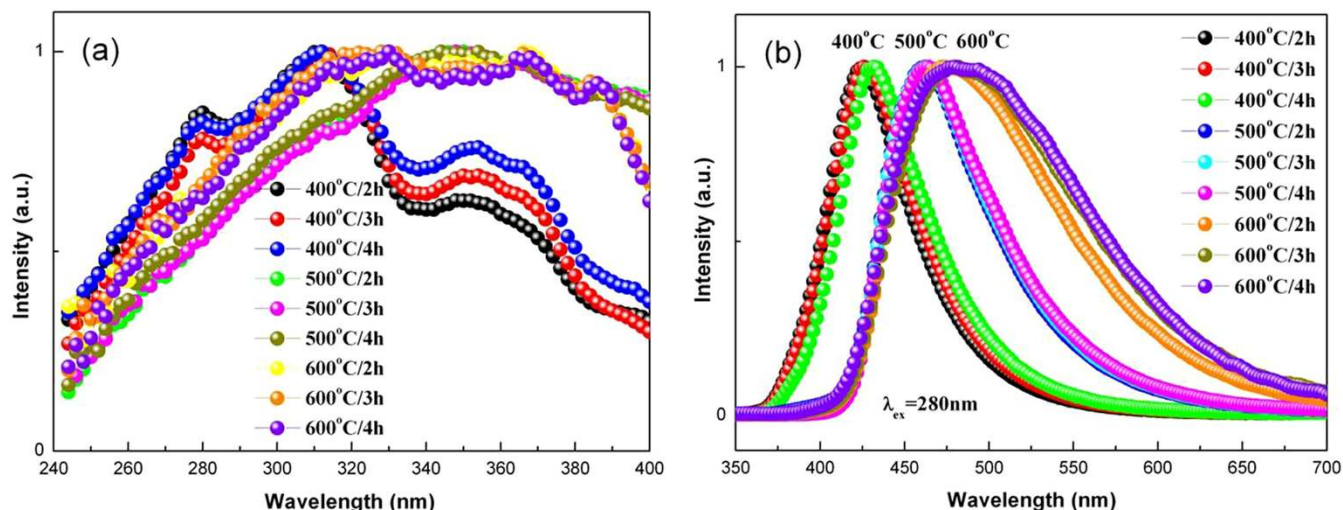 (a)
1
0
Intensity (a.u.)
400°C/2h
400°C/3h
400°C/4h
500°C/2h
500°C/3h
500°C/4h
600°C/2h
600°C/3h
600°C/4h
240 260 280 300 320 340 360 380 400
Wavelength (nm)
(b)
400°C 500°C 600°C
1
0
Intensity (a.u.)
400°C/2h
400°C/3h
400°C/4h
500°C/2h
500°C/3h
500°C/4h
600°C/2h
600°C/3h
600°C/4h
λex=280nm
350 400 450 500 550 600 650 700
Wavelength (nm)